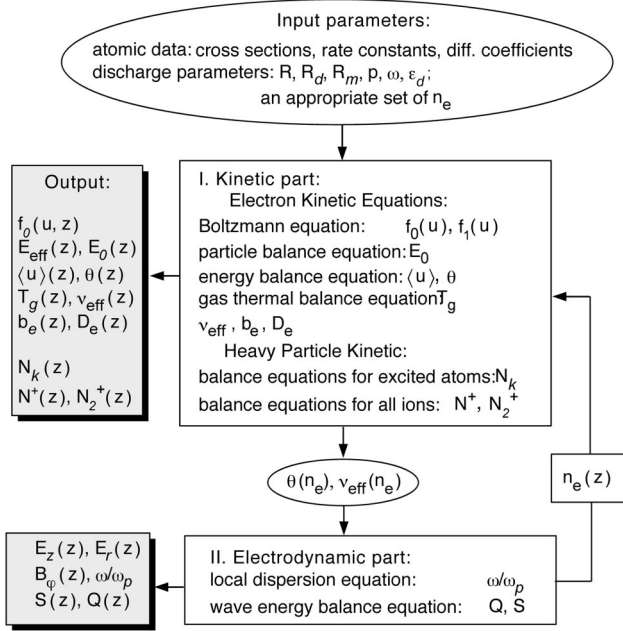 Input parameters:
atomic data: cross sections, rate constants, diff. coefficients
discharge parameters: R, R_d, R_m, p, ω, ε_d;
an appropriate set of n_e
Output:
f_0(u, z)
E_eff(z), E_0(z)
⟨u⟩(z), θ(z)
T_g(z), ν_eff(z)
b_e(z), D_e(z)
N_k(z)
N^+(z), N_2^+(z)
I. Kinetic part:
Electron Kinetic Equations:
Boltzmann equation: f_0(u), f_1(u)
particle balance equation: E_0
energy balance equation: ⟨u⟩, θ
gas thermal balance equation: T_g
ν_eff, b_e, D_e
Heavy Particle Kinetic:
balance equations for excited atoms: N_k
balance equations for all ions: N^+, N_2^+
θ(n_e), ν_eff(n_e)
n_e(z)
E_z(z), E_r(z)
B_φ(z), ω/ω_p
S(z), Q(z)
II. Electrodynamic part:
local dispersion equation: ω/ω_p
wave energy balance equation: Q, S